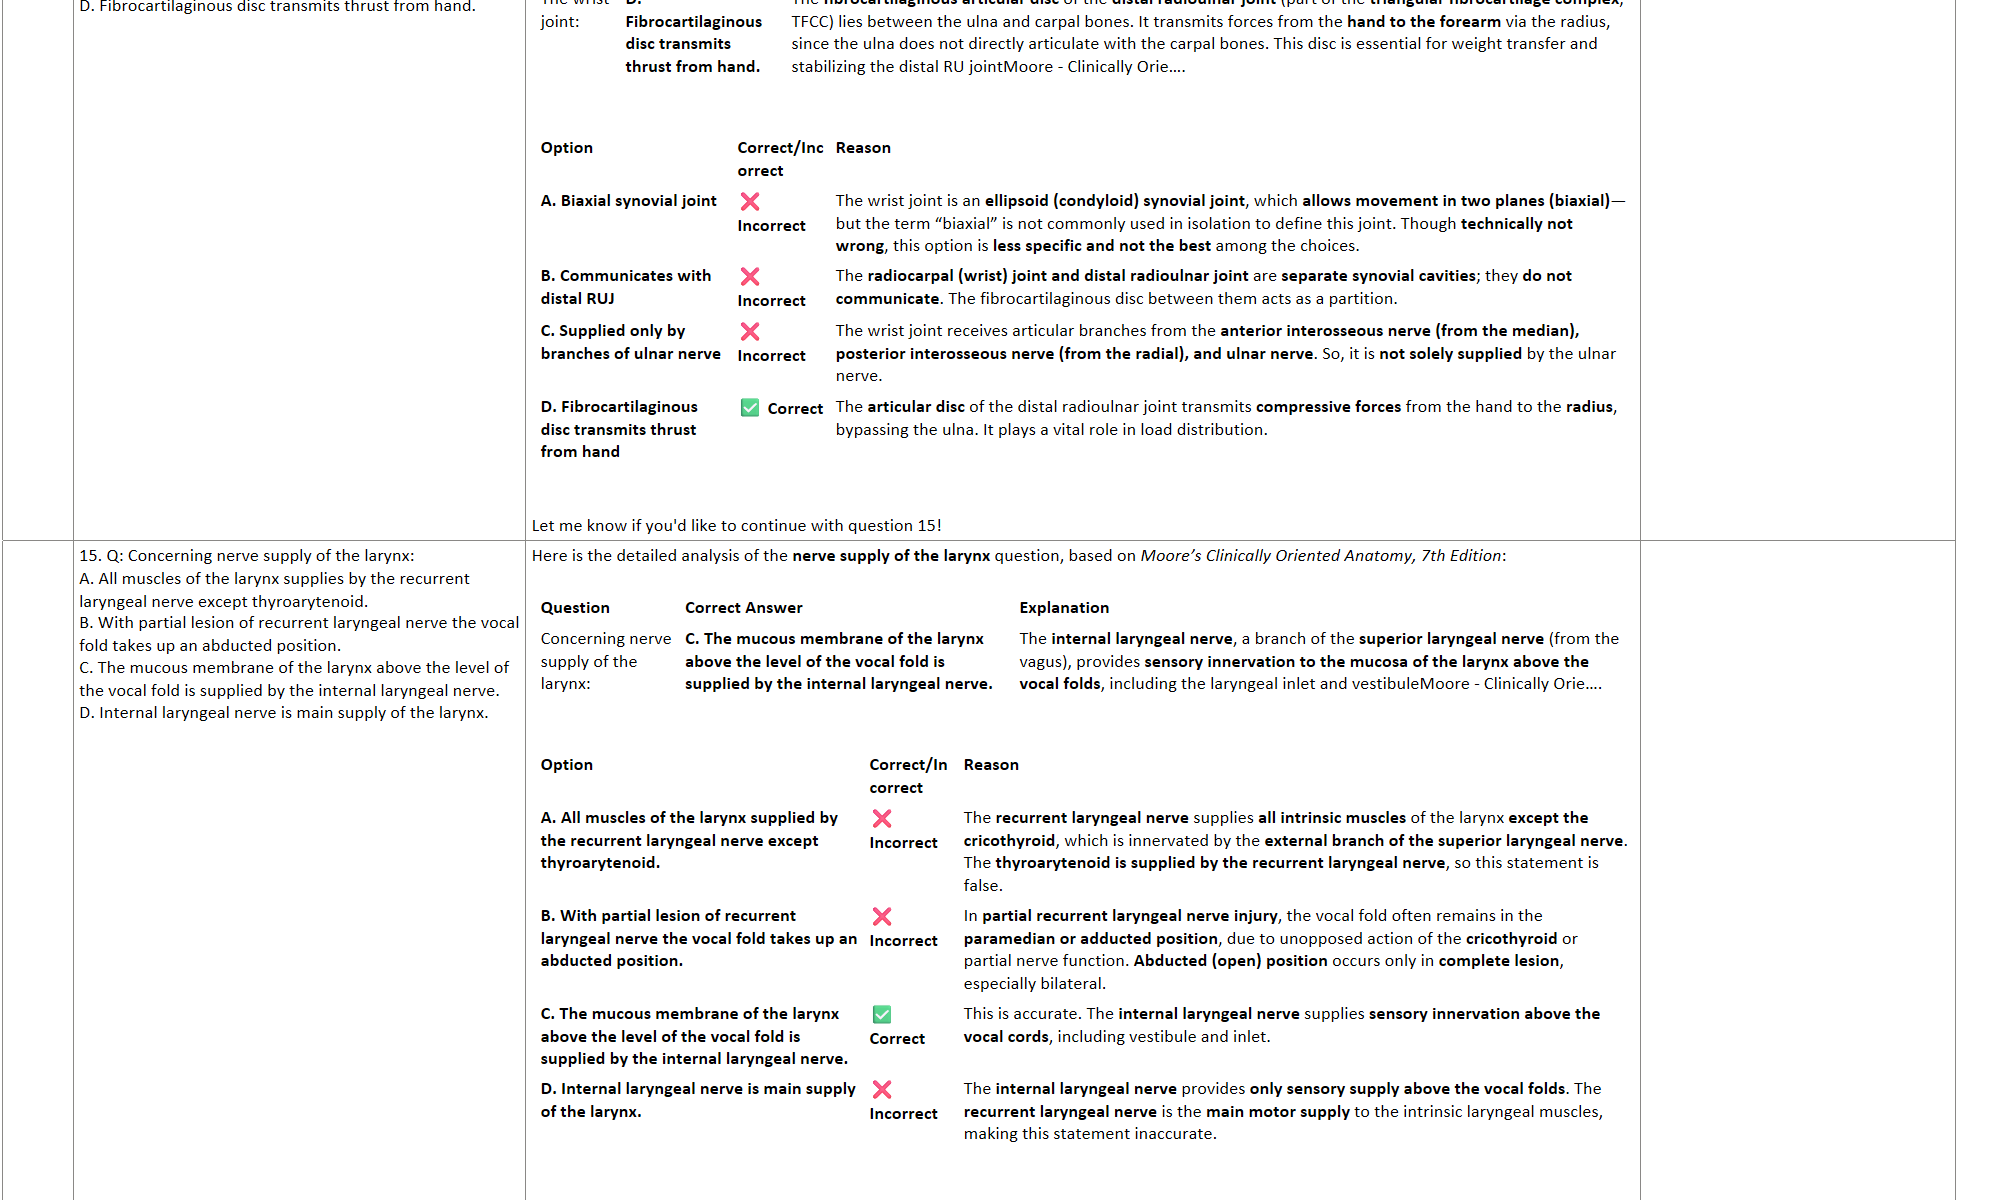 D. Fibrocartilaginous disc transmits thrust from hand.
joint:
Fibrocartilaginous
disc transmits
thrust from hand.
TFCC) lies between the ulna and carpal bones. It transmits forces from the hand to the forearm via the radius,
since the ulna does not directly articulate with the carpal bones. This disc is essential for weight transfer and
stabilizing the distal RU jointMoore - Clinically Orie....
Option
Correct/Inc
orrect
Reason
A. Biaxial synovial joint
❌
Incorrect
The wrist joint is an ellipsoid (condyloid) synovial joint, which allows movement in two planes (biaxial)—
but the term “biaxial” is not commonly used in isolation to define this joint. Though technically not
wrong, this option is less specific and not the best among the choices.
B. Communicates with
distal RUJ
❌
Incorrect
The radiocarpal (wrist) joint and distal radioulnar joint are separate synovial cavities; they do not
communicate. The fibrocartilaginous disc between them acts as a partition.
C. Supplied only by
branches of ulnar nerve
❌
Incorrect
The wrist joint receives articular branches from the anterior interosseous nerve (from the median),
posterior interosseous nerve (from the radial), and ulnar nerve. So, it is not solely supplied by the ulnar
nerve.
D. Fibrocartilaginous
disc transmits thrust
from hand
✅ Correct
The articular disc of the distal radioulnar joint transmits compressive forces from the hand to the radius,
bypassing the ulna. It plays a vital role in load distribution.
Let me know if you'd like to continue with question 15!
15. Q: Concerning nerve supply of the larynx:
A. All muscles of the larynx supplies by the recurrent
laryngeal nerve except thyroarytenoid.
B. With partial lesion of recurrent laryngeal nerve the vocal
fold takes up an abducted position.
C. The mucous membrane of the larynx above the level of
the vocal fold is supplied by the internal laryngeal nerve.
D. Internal laryngeal nerve is main supply of the larynx.
Here is the detailed analysis of the nerve supply of the larynx question, based on Moore’s Clinically Oriented Anatomy, 7th Edition:
Question
Correct Answer
Explanation
Concerning nerve
supply of the
larynx:
C. The mucous membrane of the larynx
above the level of the vocal fold is
supplied by the internal laryngeal nerve.
The internal laryngeal nerve, a branch of the superior laryngeal nerve (from the
vagus), provides sensory innervation to the mucosa of the larynx above the
vocal folds, including the laryngeal inlet and vestibuleMoore - Clinically Orie....
Option
Correct/In
correct
Reason
A. All muscles of the larynx supplied by
the recurrent laryngeal nerve except
thyroarytenoid.
❌
Incorrect
The recurrent laryngeal nerve supplies all intrinsic muscles of the larynx except the
cricothyroid, which is innervated by the external branch of the superior laryngeal nerve.
The thyroarytenoid is supplied by the recurrent laryngeal nerve, so this statement is
false.
B. With partial lesion of recurrent
laryngeal nerve the vocal fold takes up an
abducted position.
❌
Incorrect
In partial recurrent laryngeal nerve injury, the vocal fold often remains in the
paramedian or adducted position, due to unopposed action of the cricothyroid or
partial nerve function. Abducted (open) position occurs only in complete lesion,
especially bilateral.
C. The mucous membrane of the larynx
above the level of the vocal fold is
supplied by the internal laryngeal nerve.
✅
Correct
This is accurate. The internal laryngeal nerve supplies sensory innervation above the
vocal cords, including vestibule and inlet.
D. Internal laryngeal nerve is main supply
of the larynx.
❌
Incorrect
The internal laryngeal nerve provides only sensory supply above the vocal folds. The
recurrent laryngeal nerve is the main motor supply to the intrinsic laryngeal muscles,
making this statement inaccurate.